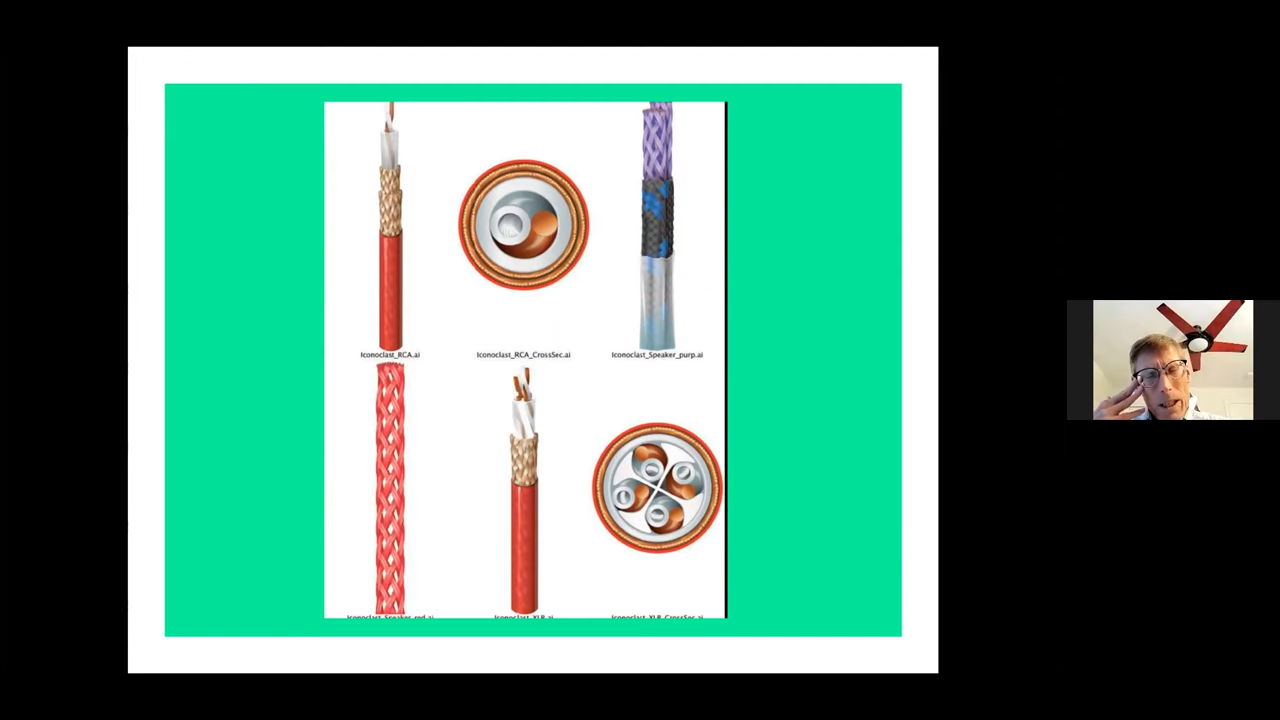 Iconoclast_RCA.ai
Iconoclast_RCA_CrossSec.ai
Iconoclast_Speaker_purp.ai
Iconoclast_Speaker_red.ai
Iconoclast_XLR.ai
Iconoclast_XLR_CrossSec.ai